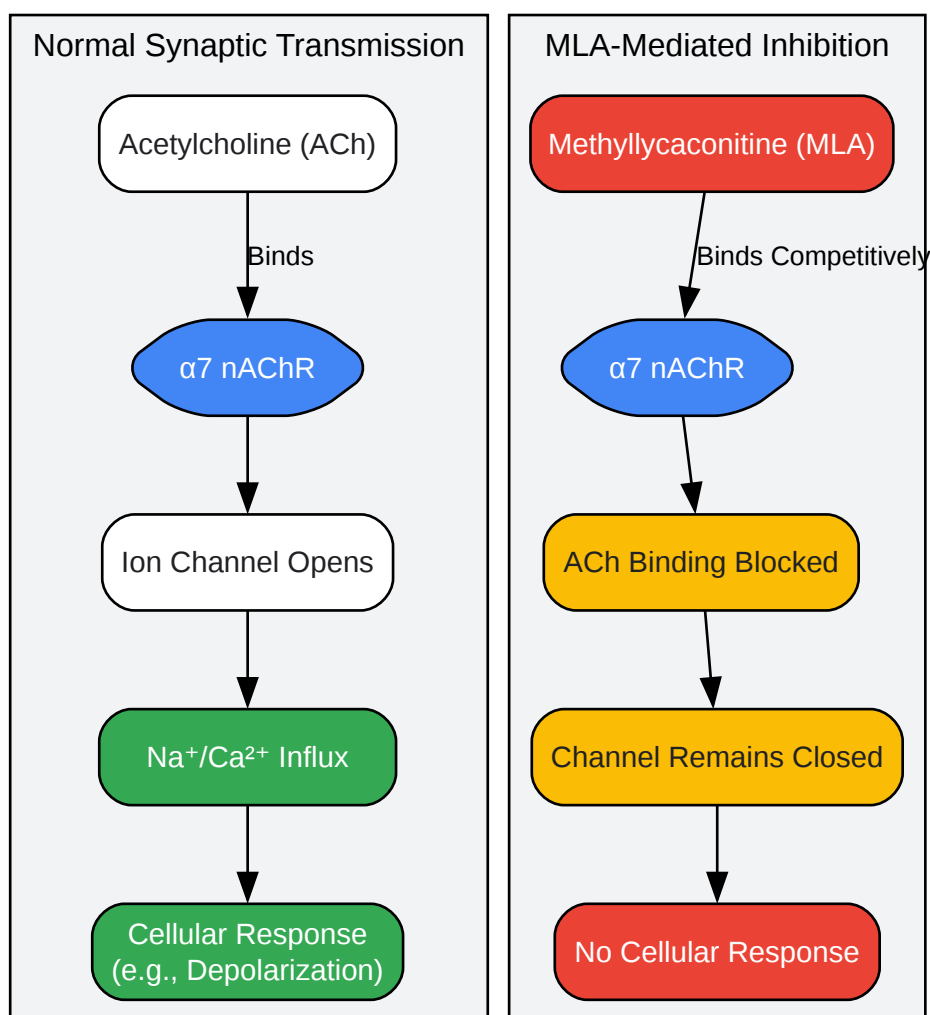 Normal Synaptic Transmission
Acetylcholine (ACh)
Binds
α7 nAChR
Ion Channel Opens
Na⁺/Ca²⁺ Influx
Cellular Response
(e.g., Depolarization)
MLA-Mediated Inhibition
Methyllycaconitine (MLA)
Binds Competitively
α7 nAChR
ACh Binding Blocked
Channel Remains Closed
No Cellular Response